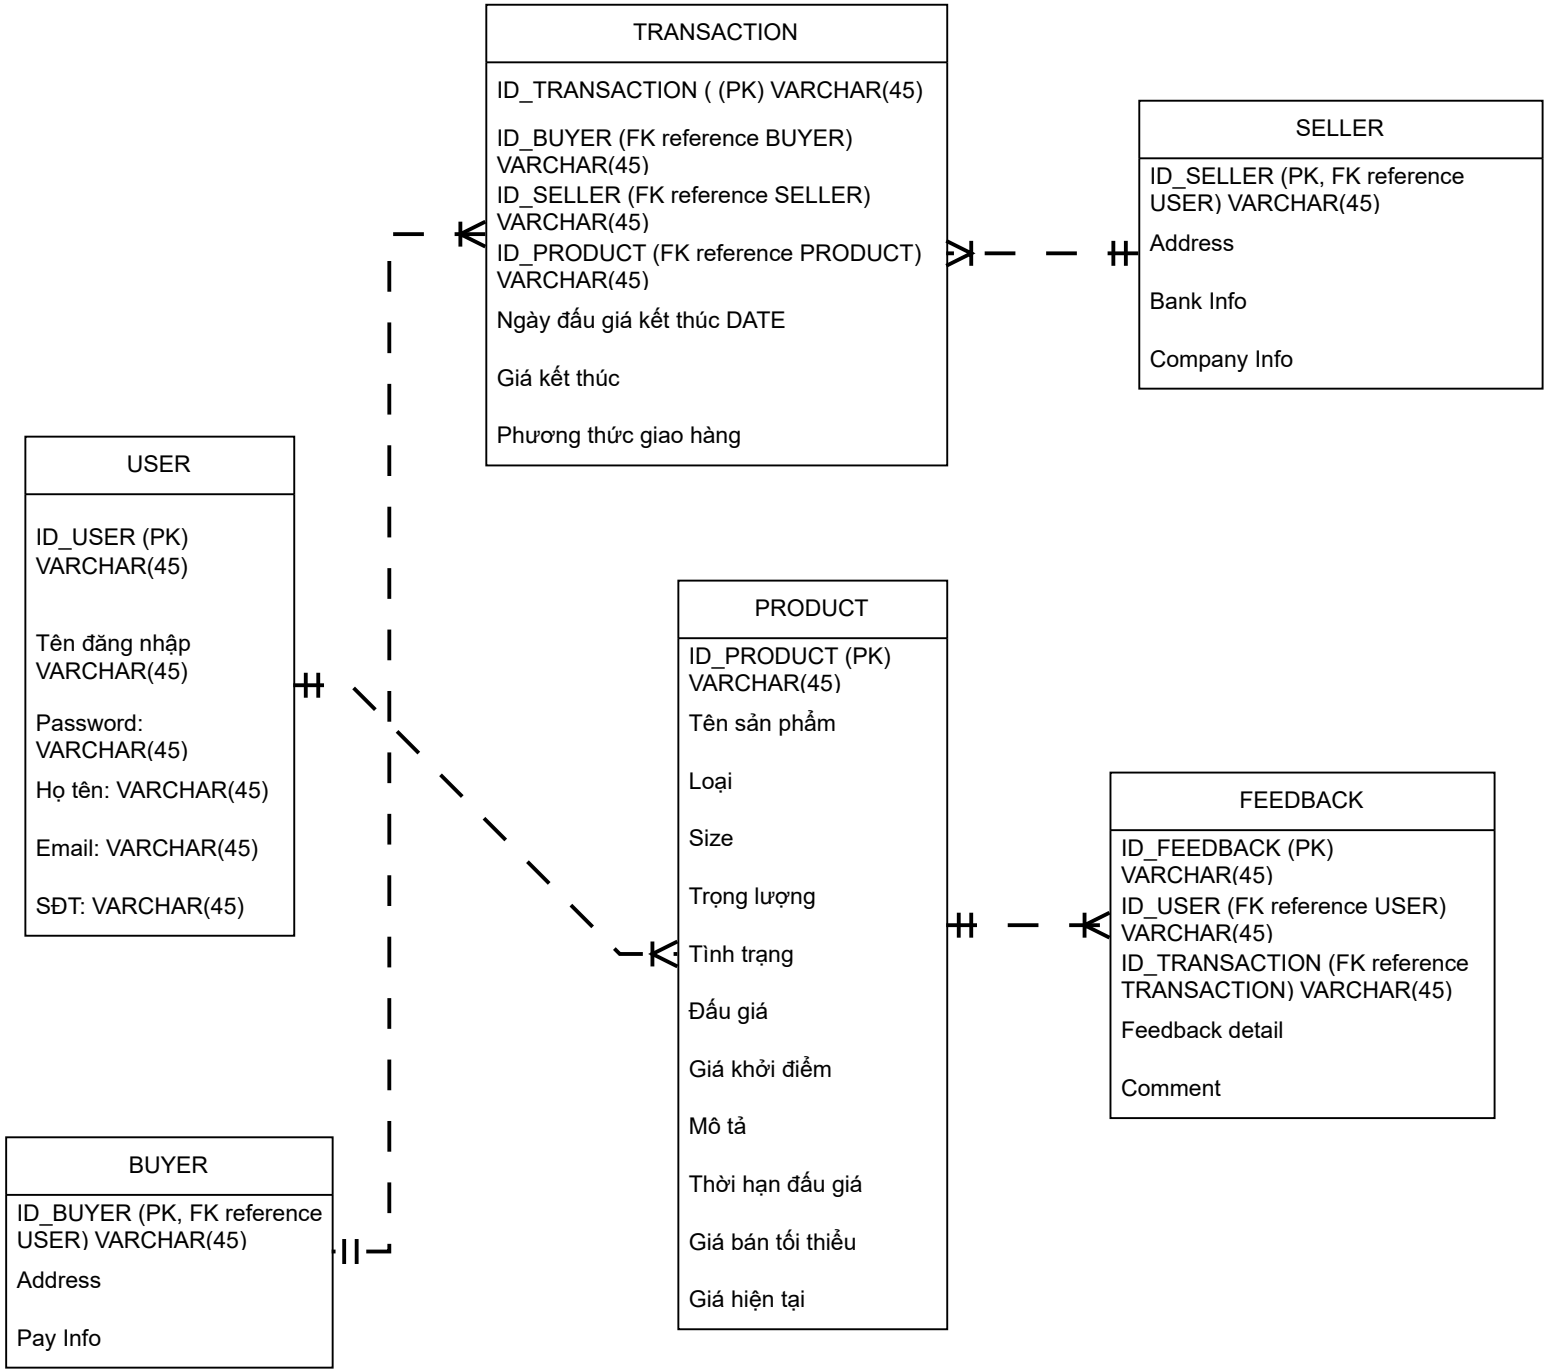 TRANSACTION
ID_TRANSACTION ( (PK) VARCHAR(45)
ID_BUYER (FK reference BUYER)
VARCHAR(45)
ID_SELLER (FK reference SELLER)
VARCHAR(45)
ID_PRODUCT (FK reference PRODUCT)
VARCHAR(45)
Ngày đấu giá kết thúc DATE
Giá kết thúc
Phương thức giao hàng
SELLER
ID_SELLER (PK, FK reference
USER) VARCHAR(45)
Address
Bank Info
Company Info
USER
ID_USER (PK)
VARCHAR(45)
Tên đăng nhập
VARCHAR(45)
Password:
VARCHAR(45)
Họ tên: VARCHAR(45)
Email: VARCHAR(45)
SĐT: VARCHAR(45)
PRODUCT
ID_PRODUCT (PK)
VARCHAR(45)
Tên sản phẩm
Loại
Size
Trọng lượng
Tình trạng
Đấu giá
Giá khởi điểm
Mô tả
Thời hạn đấu giá
Giá bán tối thiểu
Giá hiện tại
FEEDBACK
ID_FEEDBACK (PK)
VARCHAR(45)
ID_USER (FK reference USER)
VARCHAR(45)
ID_TRANSACTION (FK reference
TRANSACTION) VARCHAR(45)
Feedback detail
Comment
BUYER
ID_BUYER (PK, FK reference
USER) VARCHAR(45)
Address
Pay Info